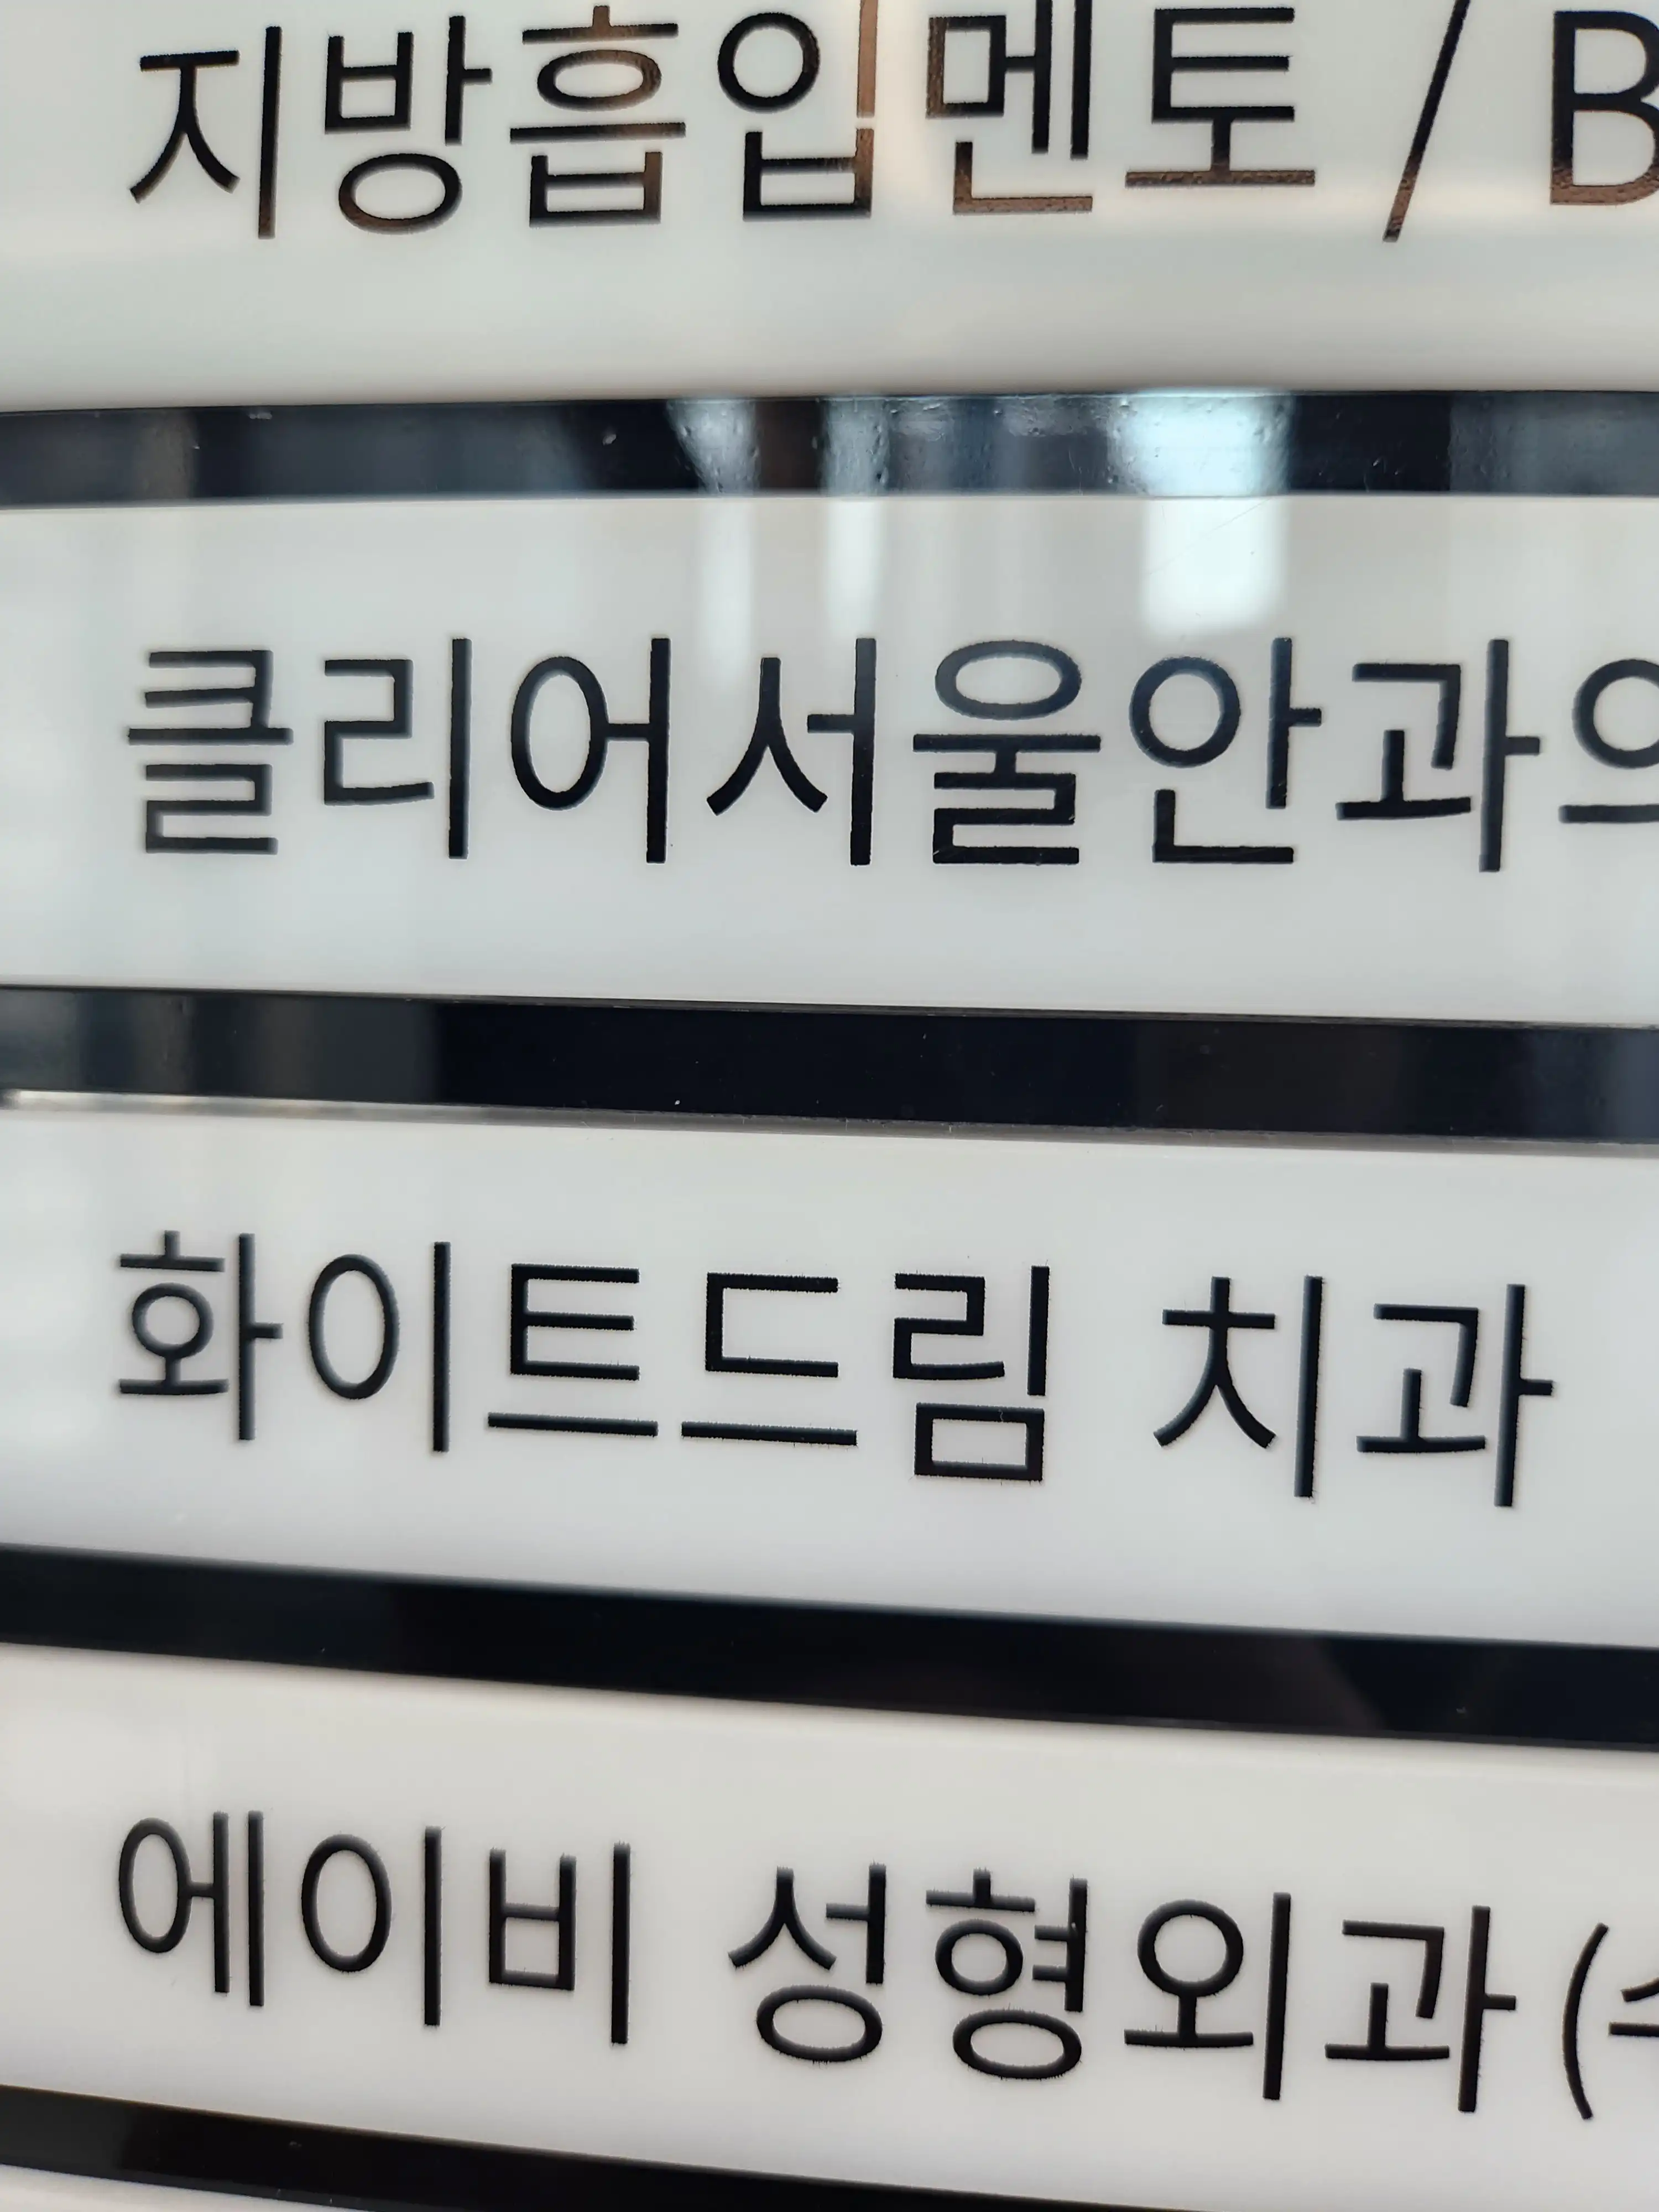 지방흡입멘토 / B
클리어서울안과의
화이트드림 치과
에이비 성형외과 (